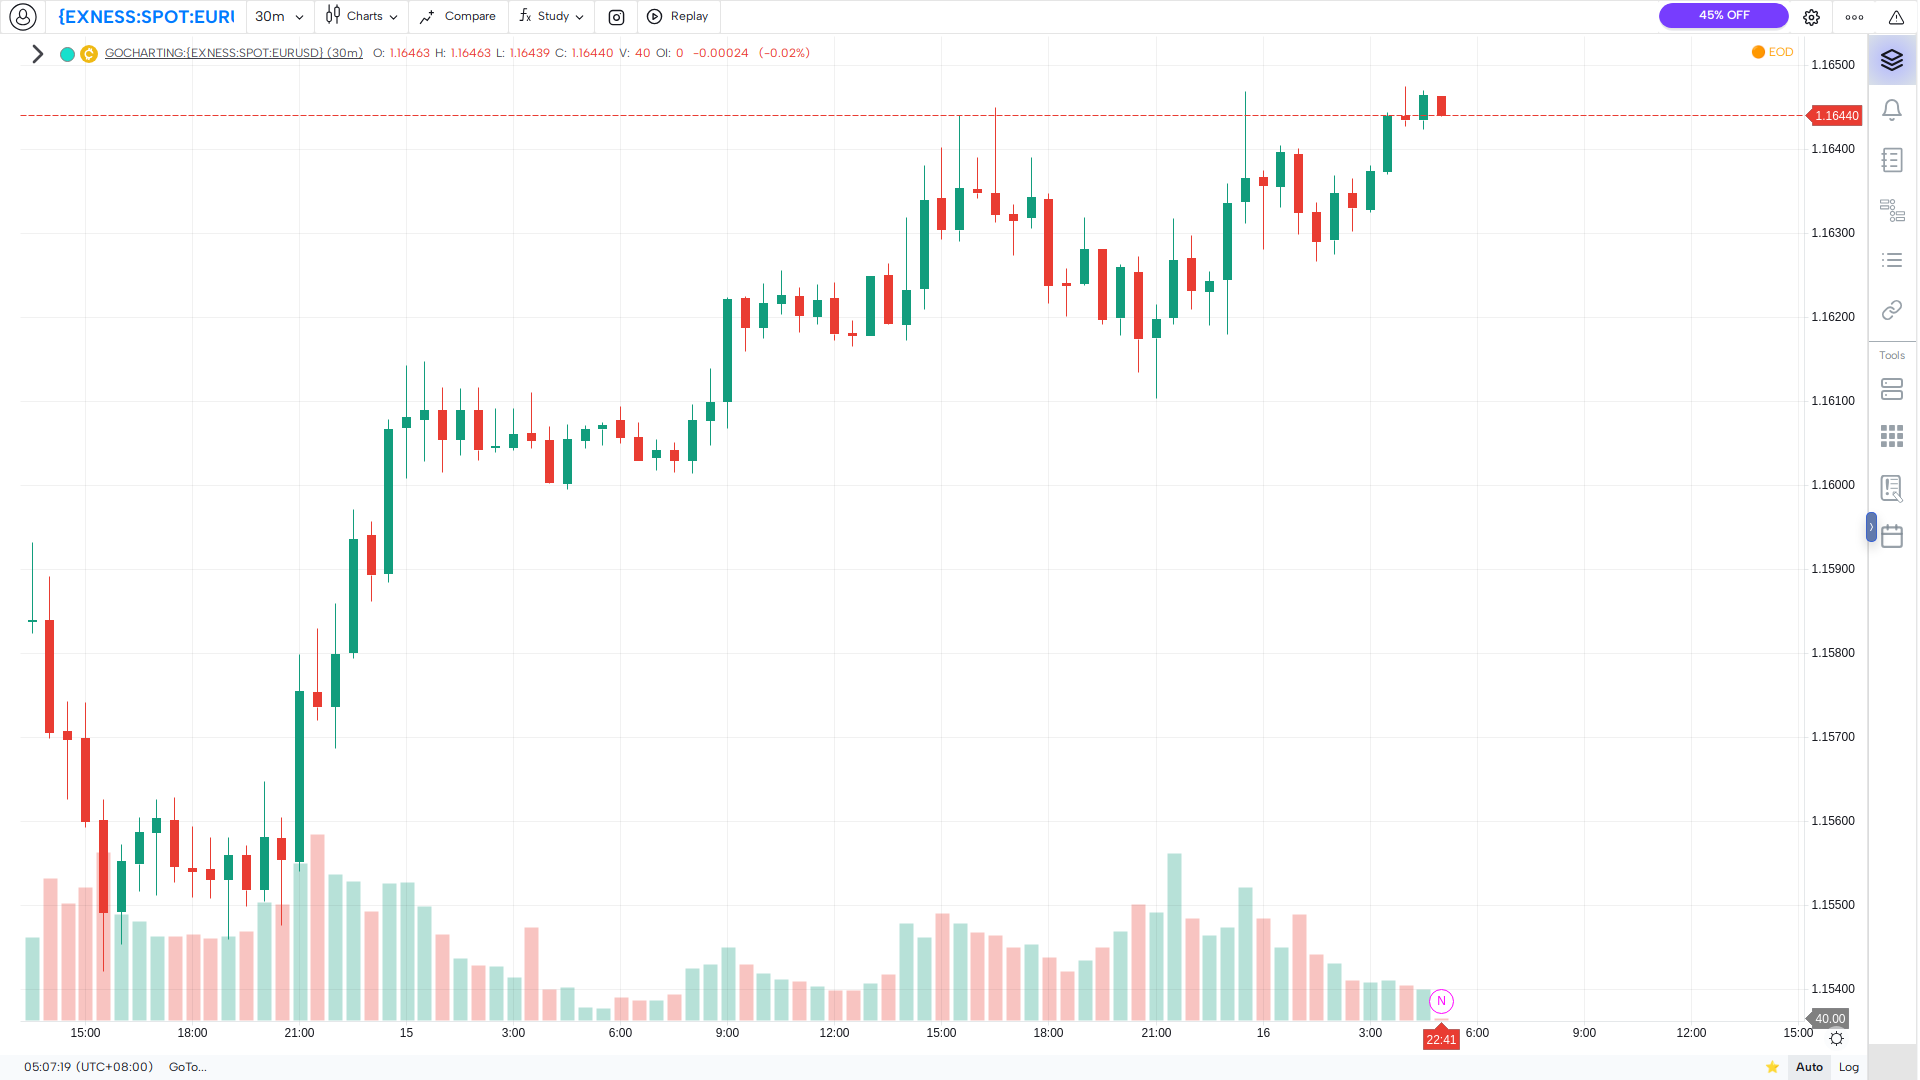 {EXNESS:SPOT:EURU 30m Charts Compare Study Replay 45% OFF
GOCHARTING:{EXNESS:SPOT:EURUSD} (30m) O: 1.16463 H: 1.16463 L: 1.16439 C: 1.16440 V: 40 OI: 0 -0.00024 (-0.02%) EOD
1.16500
1.16440
1.16400
1.16300
1.16200
1.16100
1.16000
1.15900
1.15800
1.15700
1.15600
1.15500
1.15400
40.00
Tools
N
15:00 18:00 21:00 15 3:00 6:00 9:00 12:00 15:00 18:00 21:00 16 3:00 22:41 6:00 9:00 12:00 15:00
05:07:19 (UTC+08:00) GoTo... Auto Log